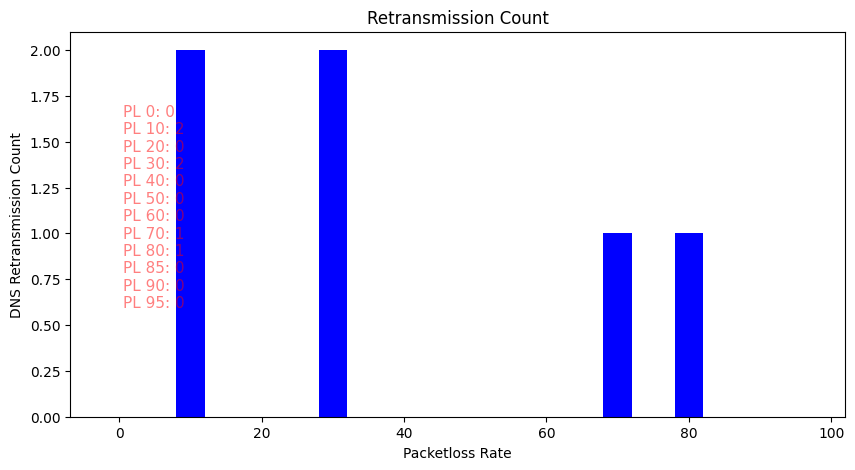 Retransmission Count
2.00
1.75
1.50
1.25
1.00
0.75
0.50
0.25
0.00
DNS Retransmission Count
PL 0: 0
PL 10: 2
PL 20: 0
PL 30: 2
PL 40: 0
PL 50: 0
PL 60: 0
PL 70: 1
PL 80: 1
PL 85: 0
PL 90: 0
PL 95: 0
0 20 40 60 80 100
Packetloss Rate